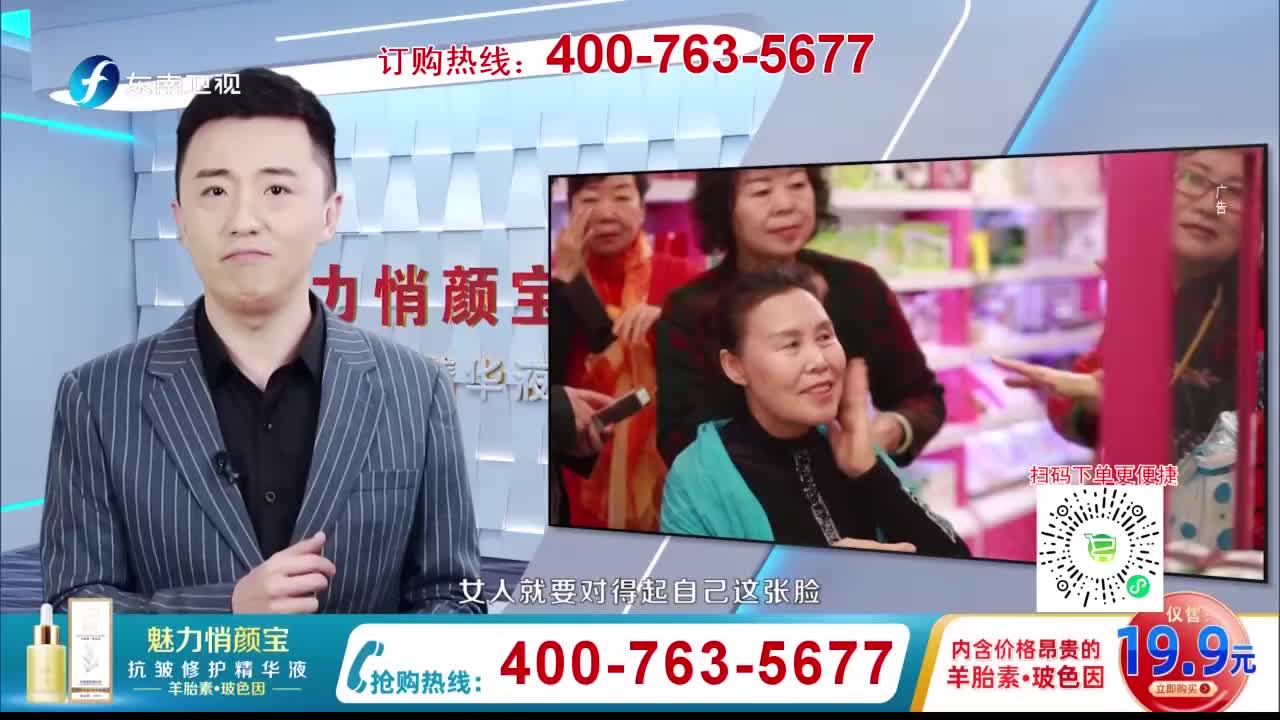 订购热线：400-763-5677
东南卫视
广告
力悄颜宝
华液
扫码下单更便捷
女人就要对得起自己这张脸
魅力悄颜宝
抗皱修护精华液
羊胎素•玻色因
抢购热线：400-763-5677
内含价格昂贵的
羊胎素•玻色因
仅售：
19.9元
立即购买